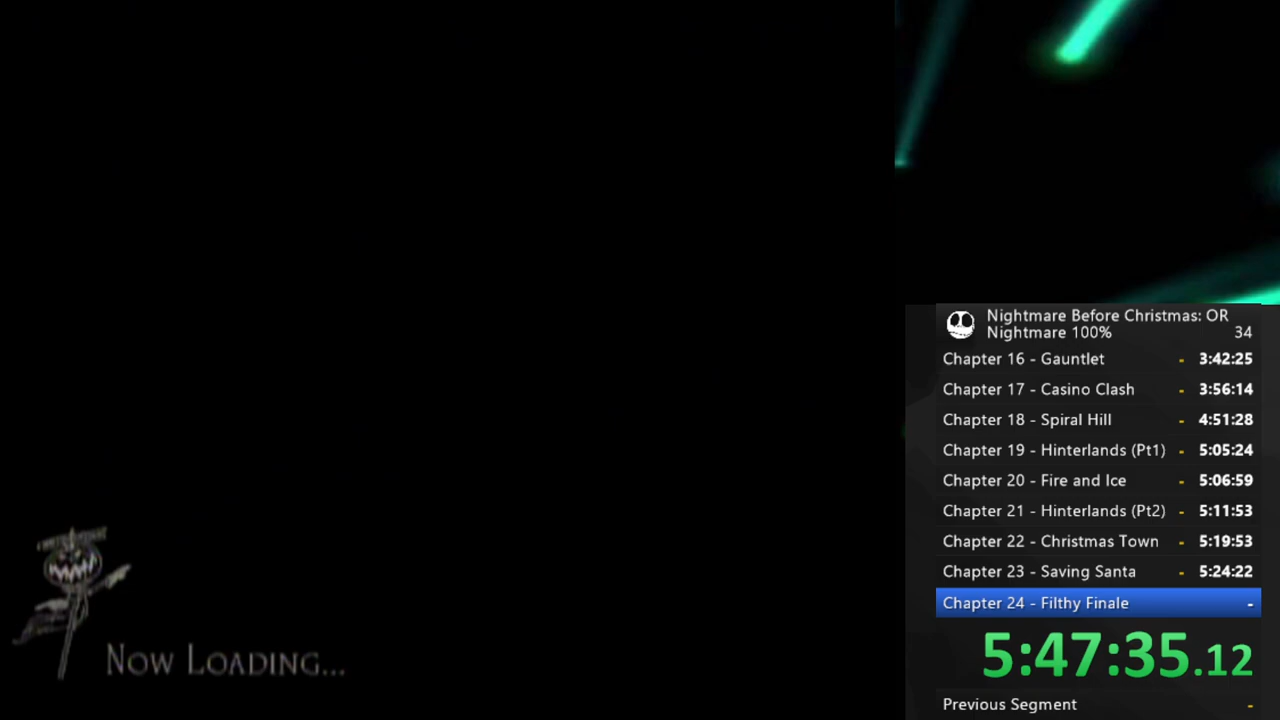 Nightmare Before Christmas: OR
Nightmare 100% 34
Chapter 16 - Gauntlet - 3:42:25
Chapter 17 - Casino Clash - 3:56:14
Chapter 18 - Spiral Hill - 4:51:28
Chapter 19 - Hinterlands (Pt1) - 5:05:24
Chapter 20 - Fire and Ice - 5:06:59
Chapter 21 - Hinterlands (Pt2) - 5:11:53
Chapter 22 - Christmas Town - 5:19:53
Chapter 23 - Saving Santa - 5:24:22
Chapter 24 - Filthy Finale -
5:47:35.12
Now Loading...
Previous Segment -